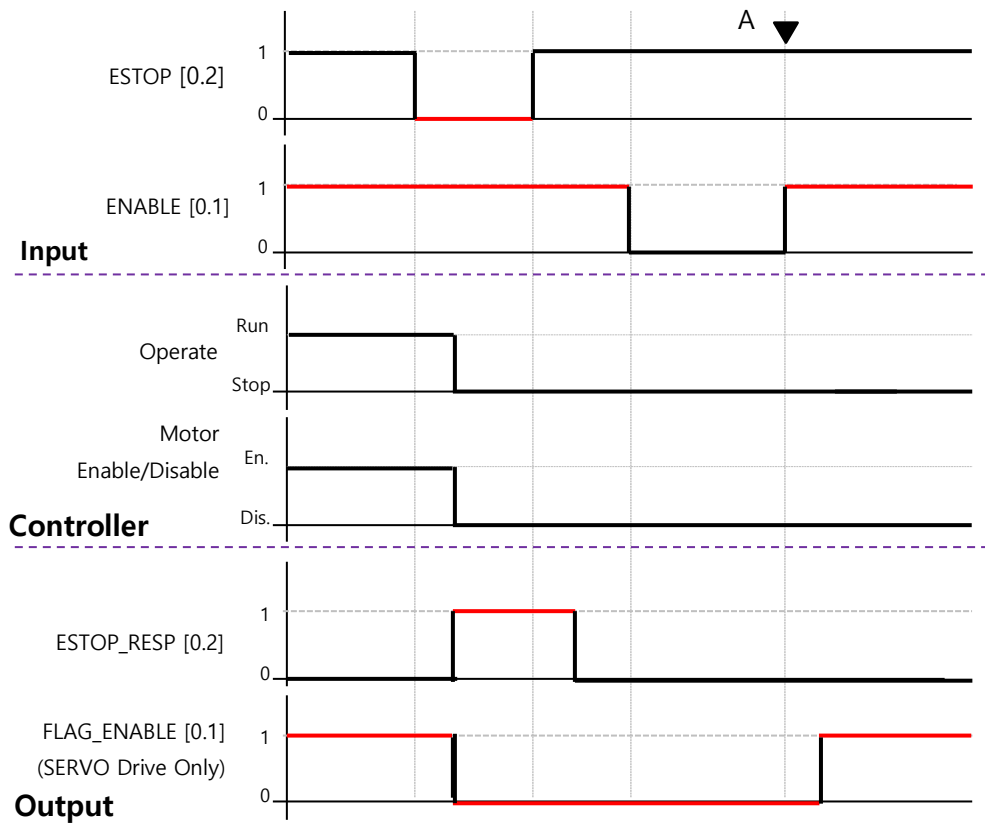 A
1
ESTOP [0.2]
0
1
ENABLE [0.1]
0
Input
Run
Operate
Stop
Motor
Enable/Disable
En.
Dis.
Controller
1
ESTOP_RESP [0.2]
0
FLAG_ENABLE [0.1]
1
(SERVO Drive Only)
0
Output